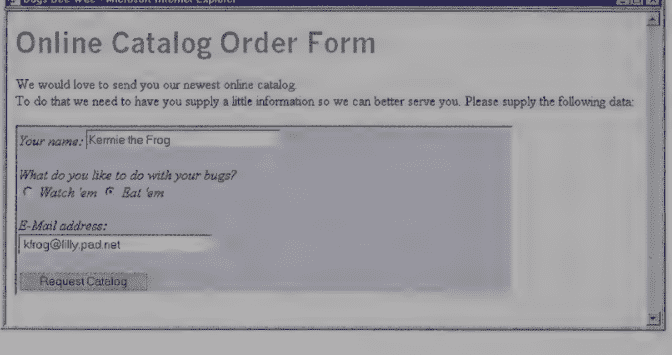 Microsoft Internet Explorer
Online Catalog Order Form
We would love to send you our newest online catalog.
To do that we need to have you supply a little information so we can better serve you. Please supply the following data:
Your name: Kermie the Frog
What do you like to do with your bugs?
Watch 'em Eat 'em
E-Mail address:
kfrog@lilly.pad.net
Request Catalog